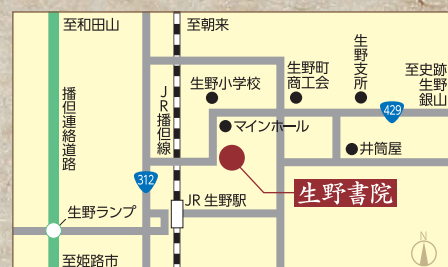 至和田山
至朝来
生野支所
生野町
商工会
至史跡
生野
銀山
生野小学校
429
播但連絡道路
JR播但線
マインホール
井筒屋
312
生野書院
JR 生野駅
生野ランプ
N
至姫路市